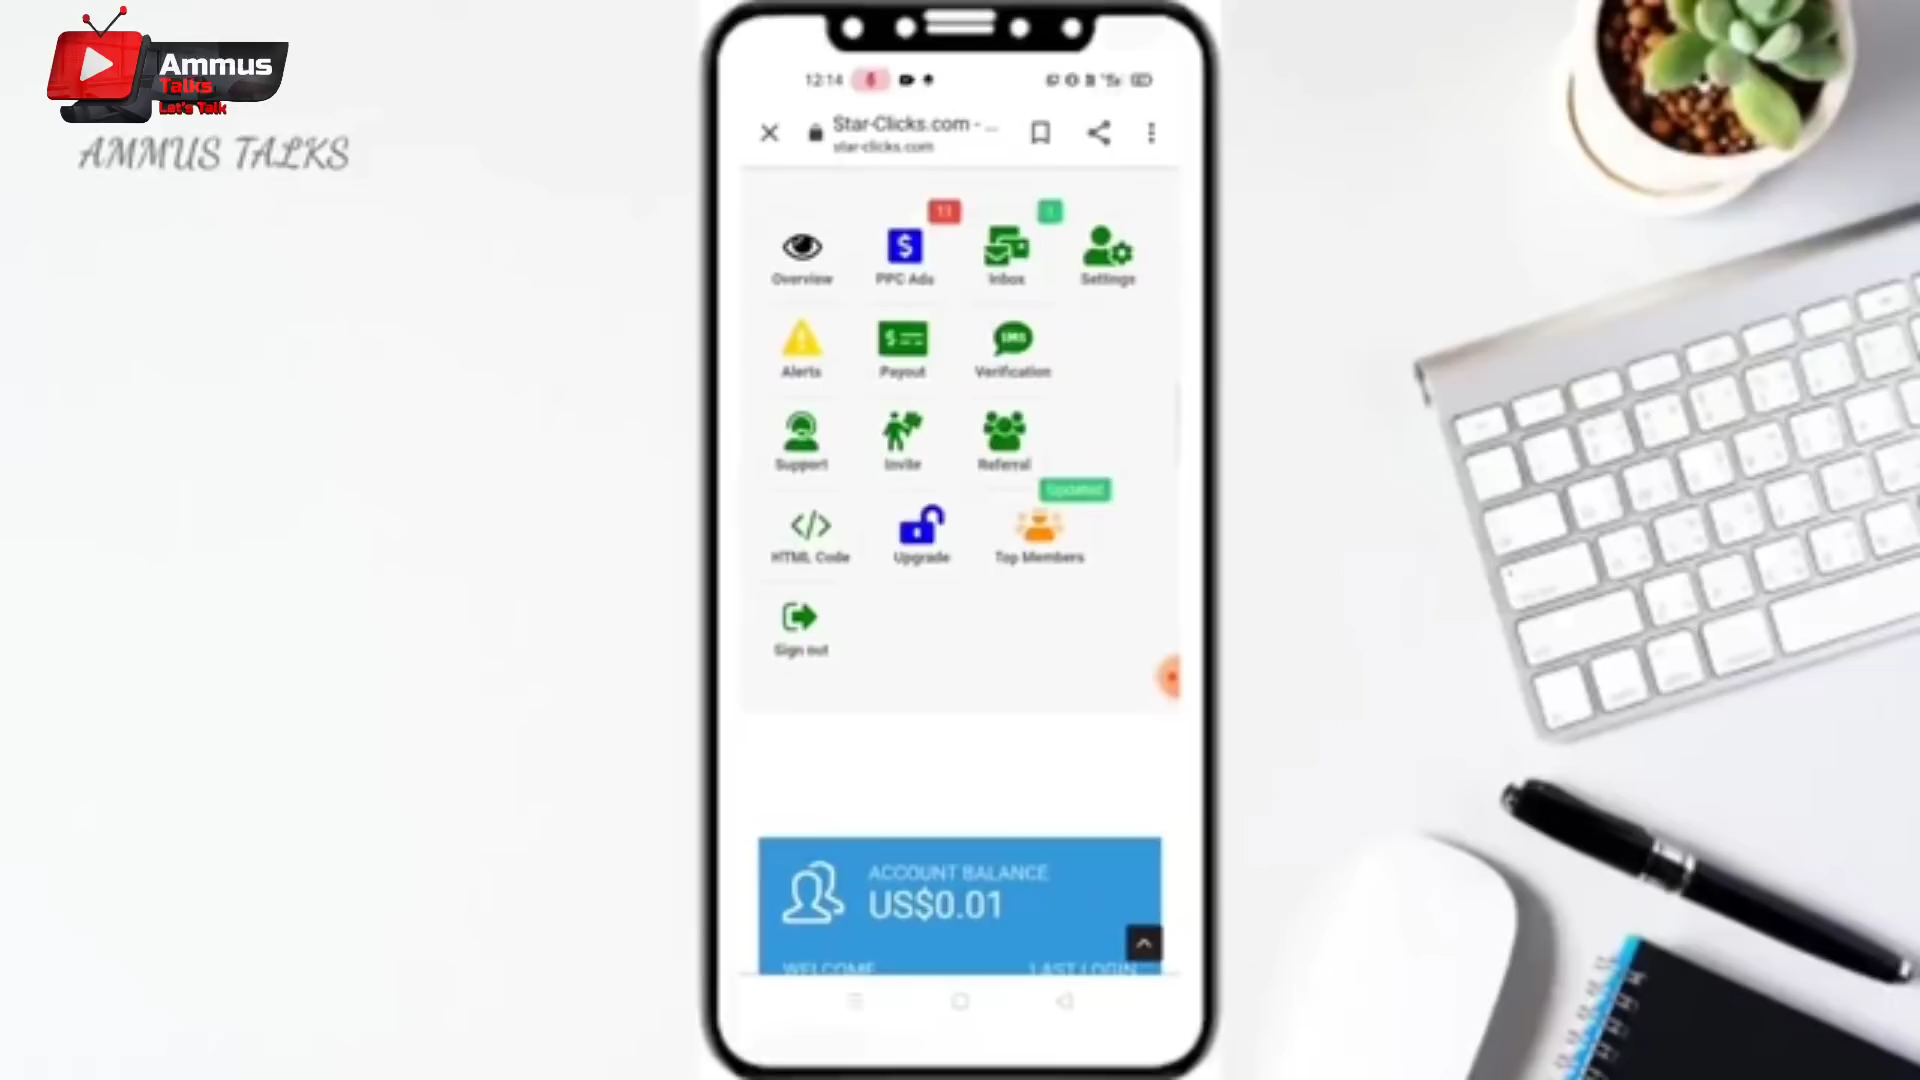 Ammus
Talks
Let's Talk
AMMUS TALKS
12:14
Star-Clicks.com - ...
star-clicks.com
11
Overview
PPC Ads
Inbox
Settings
Alerts
Payout
SMS
Verification
Support
Invite
Referral
Updated
HTML Code
Upgrade
Top Members
Sign out
ACCOUNT BALANCE
US$0.01
WELCOME
LAST LOGIN